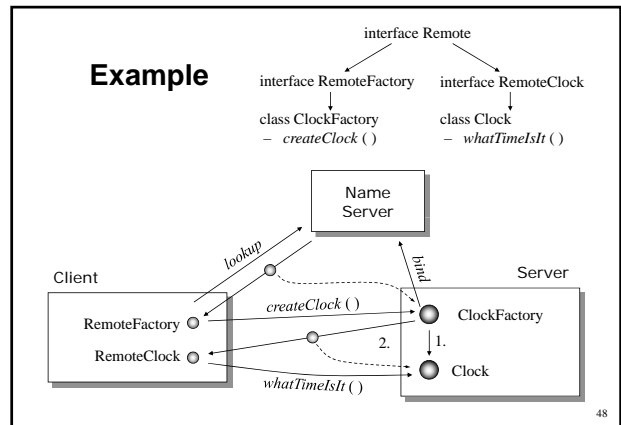 interface Remote
Example
interface RemoteFactory
interface RemoteClock
class ClockFactory
– createClock ( )
class Clock
– whatTimeIsIt ( )
Name
Server
lookup
bind
Client
Server
createClock ( )
RemoteFactory
ClockFactory
2.
1.
RemoteClock
Clock
whatTimeIsIt ( )
48